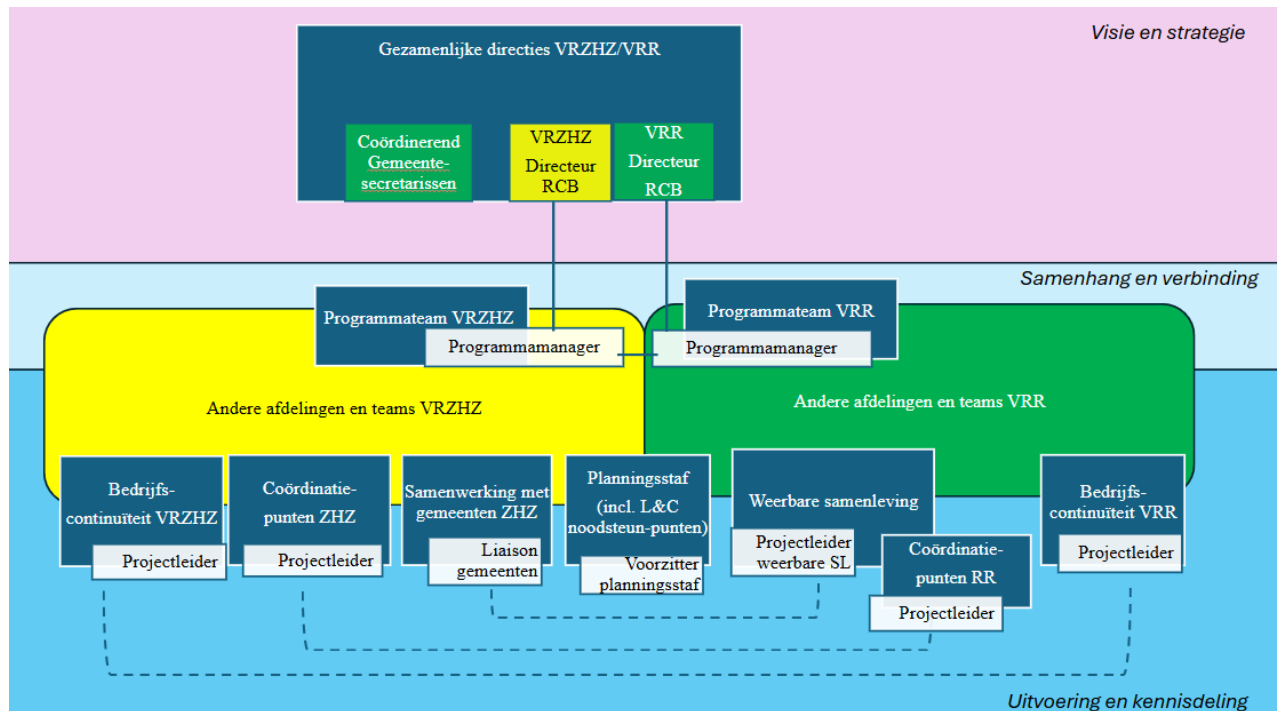 Visie en strategie
Gezamenlijke directies VRZHZ/VRR
Coördinerend
Gemeente-
secretarissen
VRZHZ
Directeur
RCB
VRR
Directeur
RCB
Samenhang en verbinding
Programmateam VRZHZ
Programmamanager
Programmateam VRR
Programmamanager
Andere afdelingen en teams VRZHZ
Andere afdelingen en teams VRR
Bedrijfs-
continuïteit VRZHZ
Projectleider
Coördinatie-
punten ZHZ
Projectleider
Samenwerking met
gemeenten ZHZ
Liaison
gemeenten
Planningsstaf
(incl. L&C
noodsteun-punten)
Voorzitter
planningsstaf
Weerbare samenleving
Projectleider
weerbare SL
Coördinatie-
punten RR
Projectleider
Bedrijfs-
continuïteit VRR
Projectleider
Uitvoering en kennisdeling